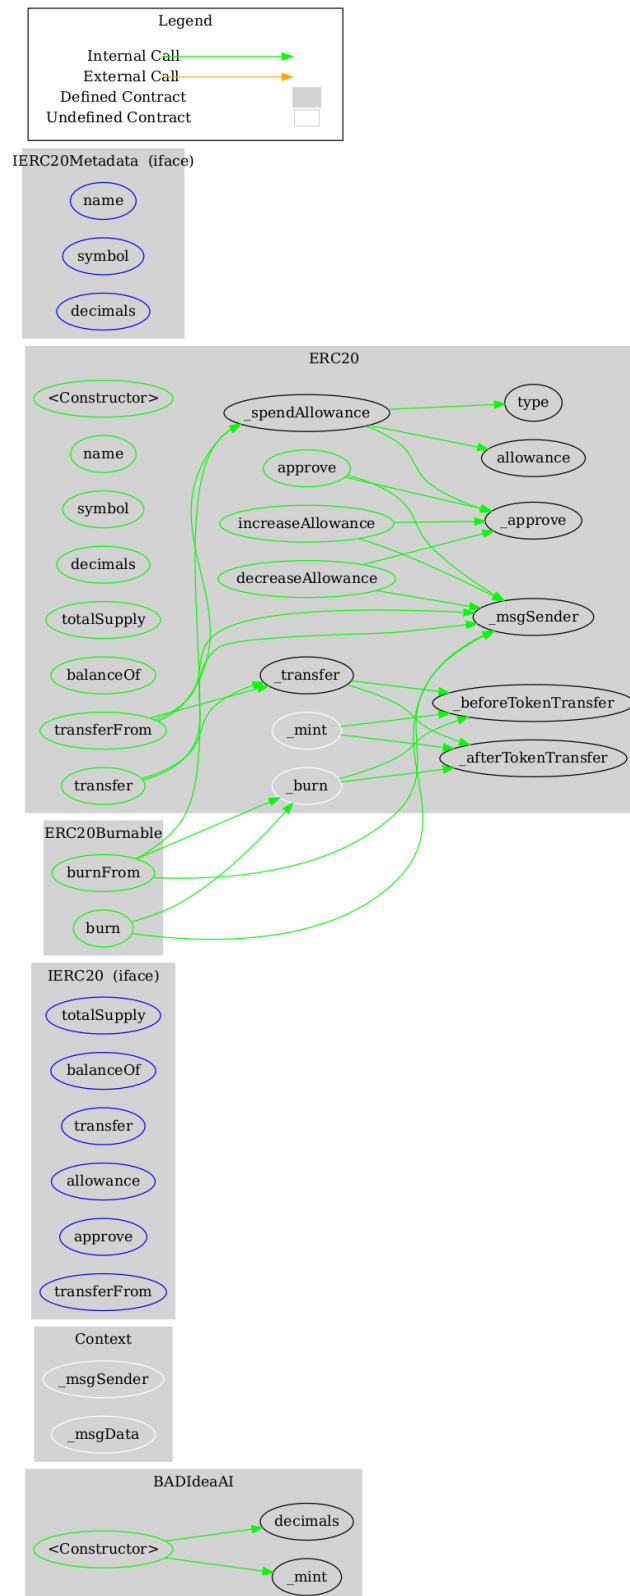 Legend
Internal Call
External Call
Defined Contract
Undefined Contract
IERC20Metadata  (iface)
name
symbol
decimals
ERC20
<Constructor>
name
symbol
decimals
totalSupply
balanceOf
transferFrom
transfer
_spendAllowance
approve
increaseAllowance
decreaseAllowance
_transfer
_mint
_burn
type
allowance
_approve
_msgSender
_beforeTokenTransfer
_afterTokenTransfer
ERC20Burnable
burnFrom
burn
IERC20  (iface)
totalSupply
balanceOf
transfer
allowance
approve
transferFrom
Context
_msgSender
_msgData
BADIdeaAI
<Constructor>
decimals
_mint